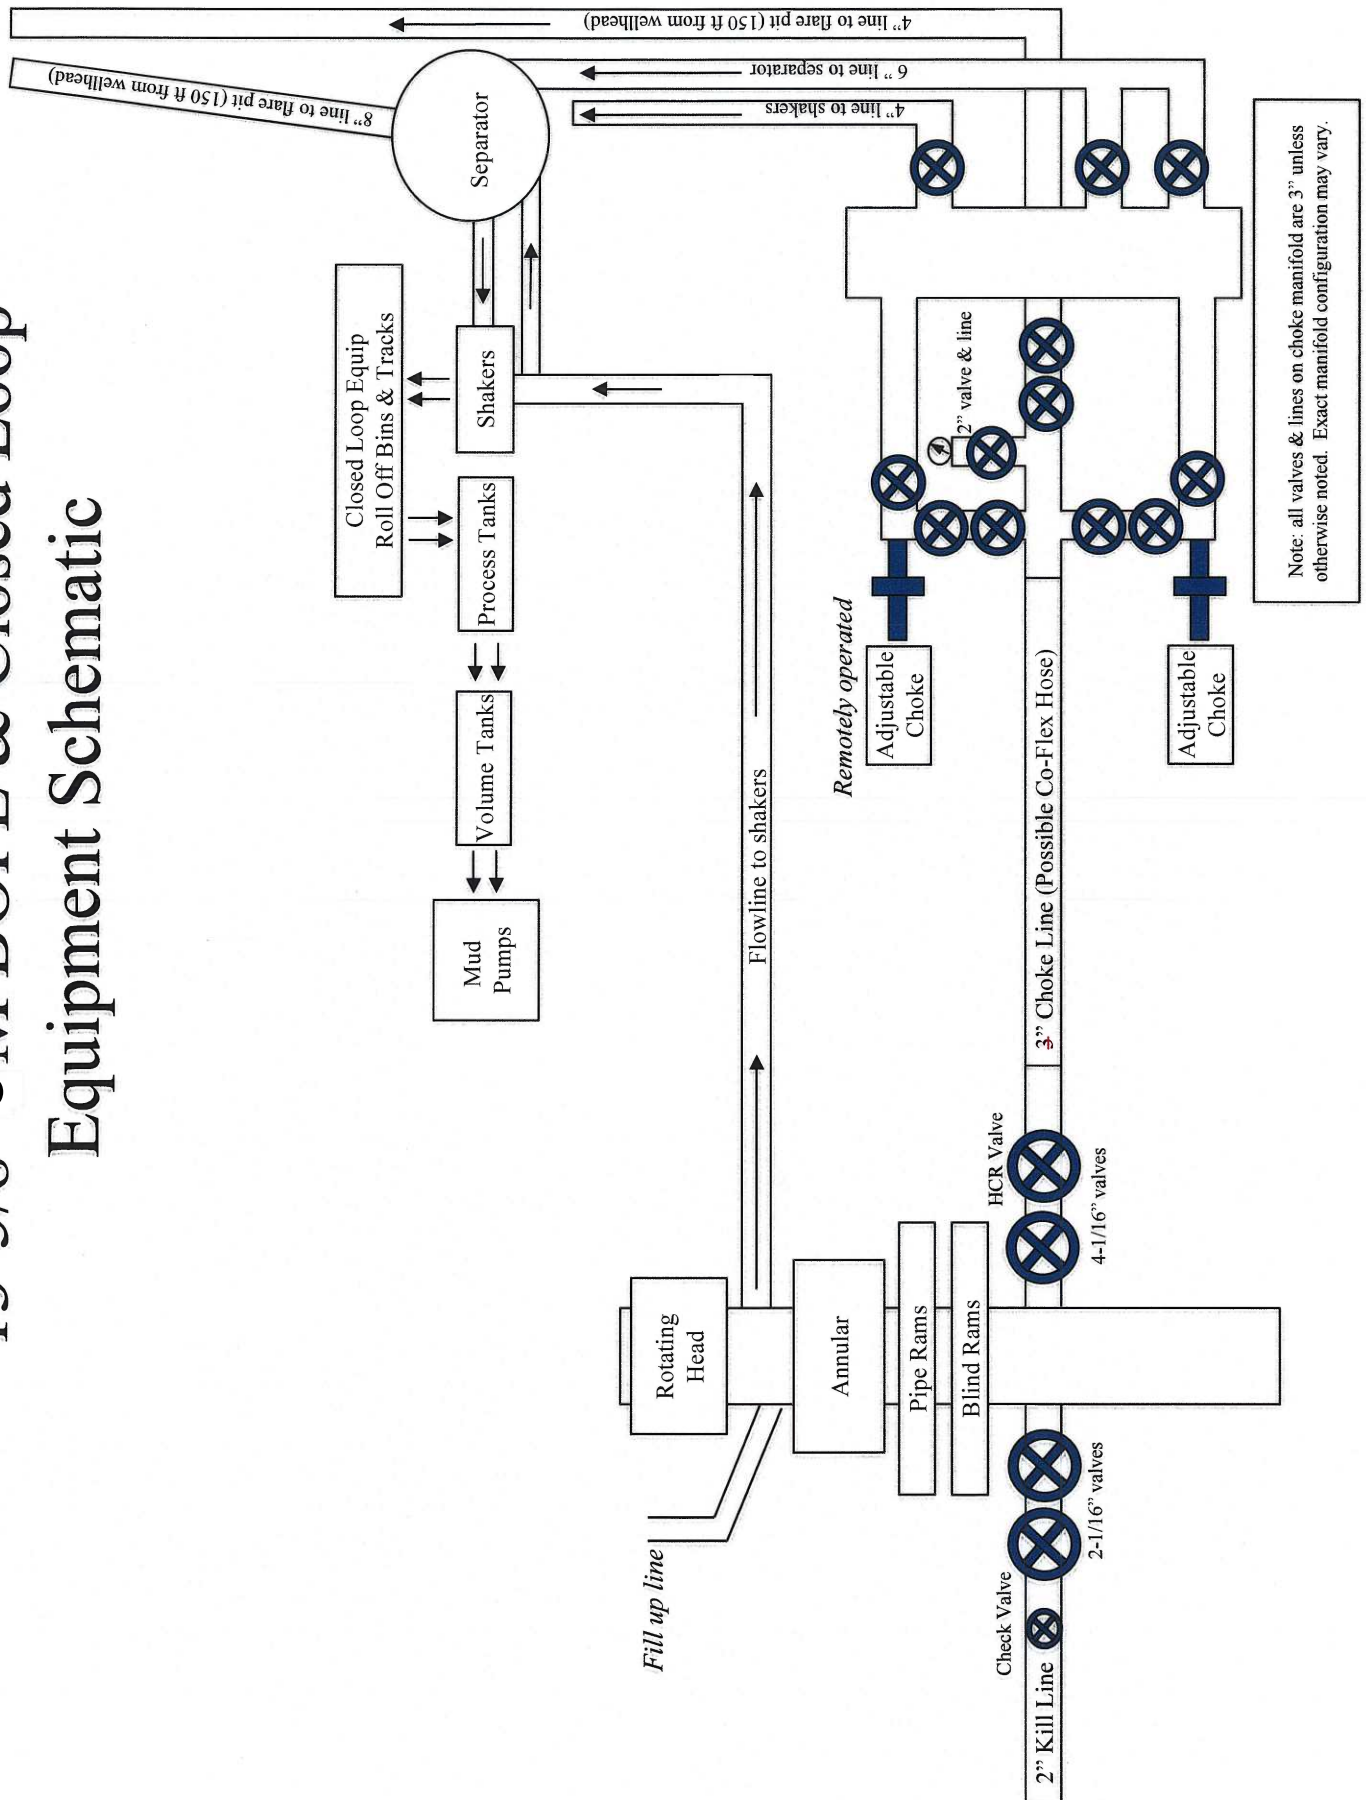 BOPE & Closed Loop
Equipment Schematic
8” line to flare pit (150 ft from wellhead)
4” line to flare pit (150 ft from wellhead)
Closed Loop Equip
Roll Off Bins & Tracks
Mud
Pumps
Volume Tanks
Process Tanks
Shakers
Separator
6” line to separator
4” line to shakers
Fill up line
Rotating
Head
Flowline to shakers
Annular
Remotely operated
Adjustable
Choke
2” valve & line
Pipe Rams
Blind Rams
Check Valve
HCR Valve
2” Kill Line
3” Choke Line (Possible Co-Flex Hose)
2-1/16” valves
4-1/16” valves
Adjustable
Choke
Note: all valves & lines on choke manifold are 3” unless
otherwise noted. Exact manifold configuration may vary.